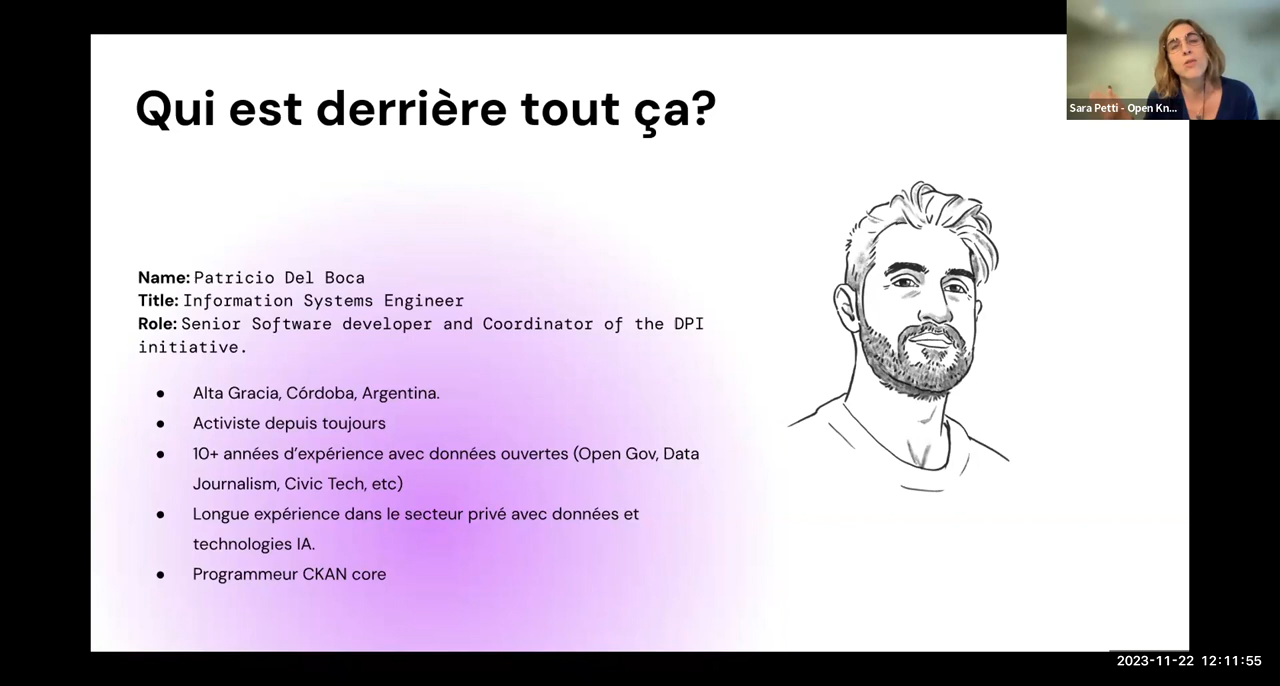 Qui est derrière tout ça?
Sara Petti - Open Kn...
Name: Patricio Del Boca
Title: Information Systems Engineer
Role: Senior Software developer and Coordinator of the DPI
initiative.
● Alta Gracia, Córdoba, Argentina.
● Activiste depuis toujours
● 10+ années d’expérience avec données ouvertes (Open Gov, Data
Journalism, Civic Tech, etc)
● Longue expérience dans le secteur privé avec données et
technologies IA.
● Programmeur CKAN core
2023-11-22 12:11:55